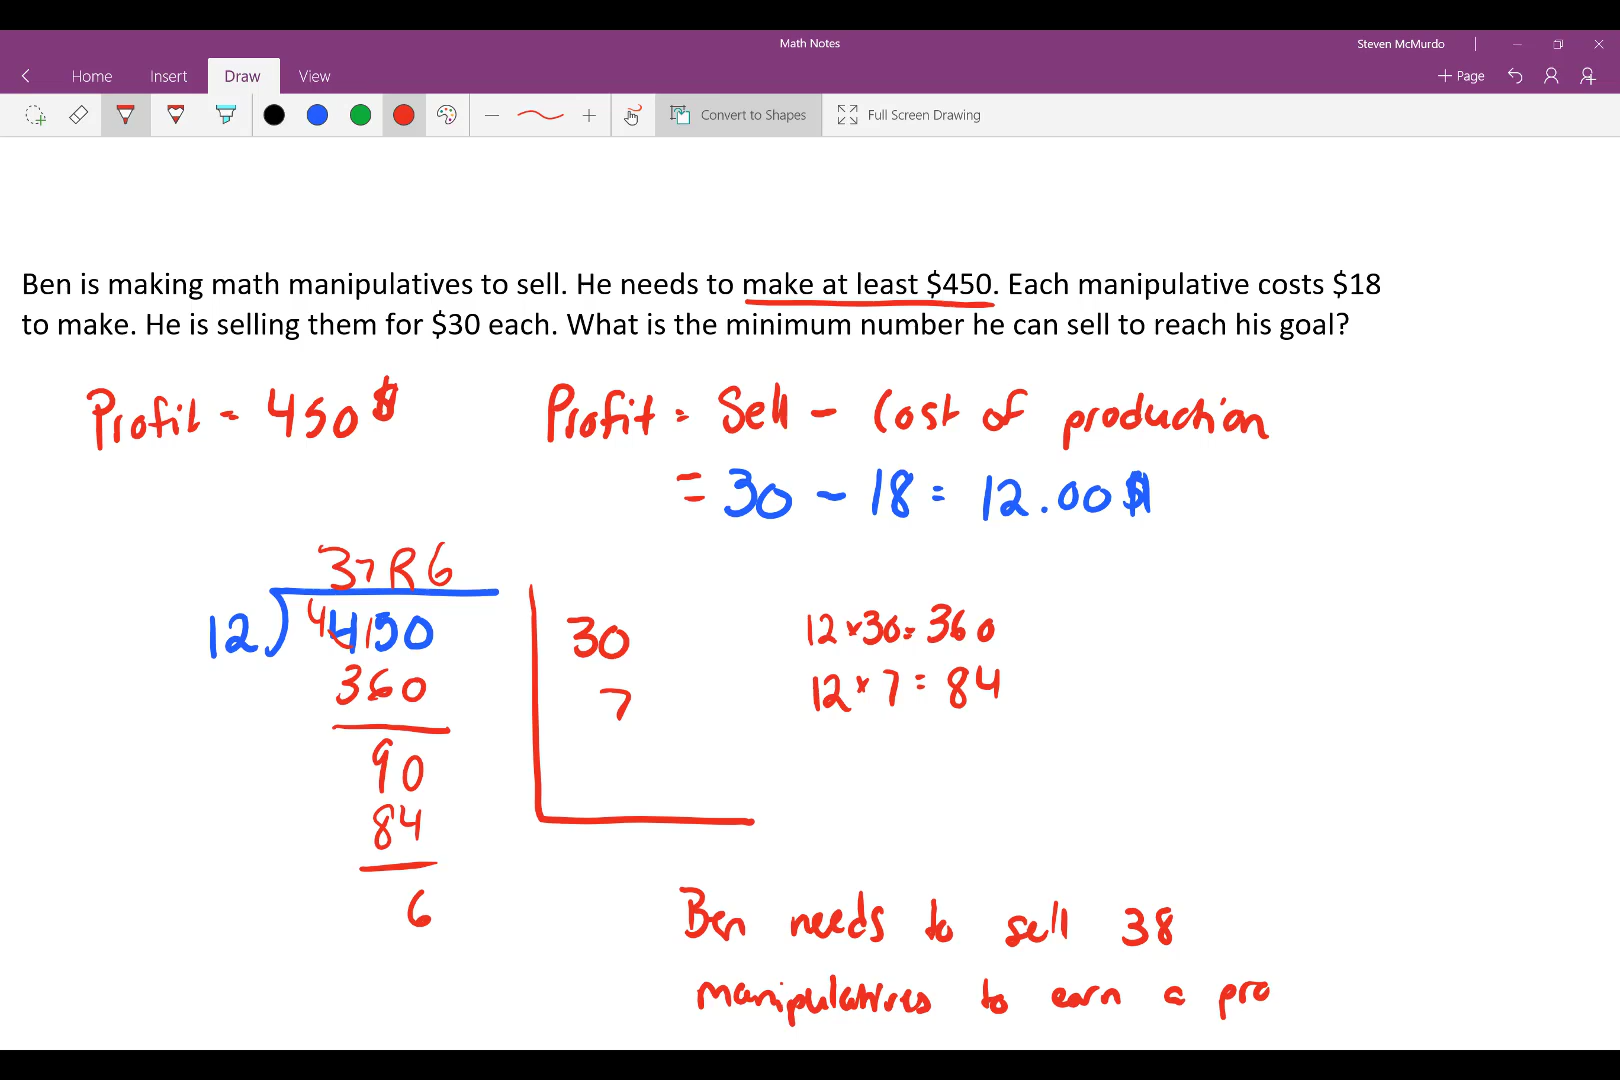 Math Notes
Steven McMurdo
Home Insert Draw View
+ Page
Convert to Shapes
Full Screen Drawing
Ben is making math manipulatives to sell. He needs to make at least $450. Each manipulative costs $18
to make. He is selling them for $30 each. What is the minimum number he can sell to reach his goal?
Profit = 450$
Profit = Sell - Cost of production
= 30 - 18 = 12.00 $
37 R 6
12) 450
4 1
360
90
84
6
30
7
12 × 30 = 360
12 × 7 = 84
Ben needs to sell 38
manipulatives to earn a pro